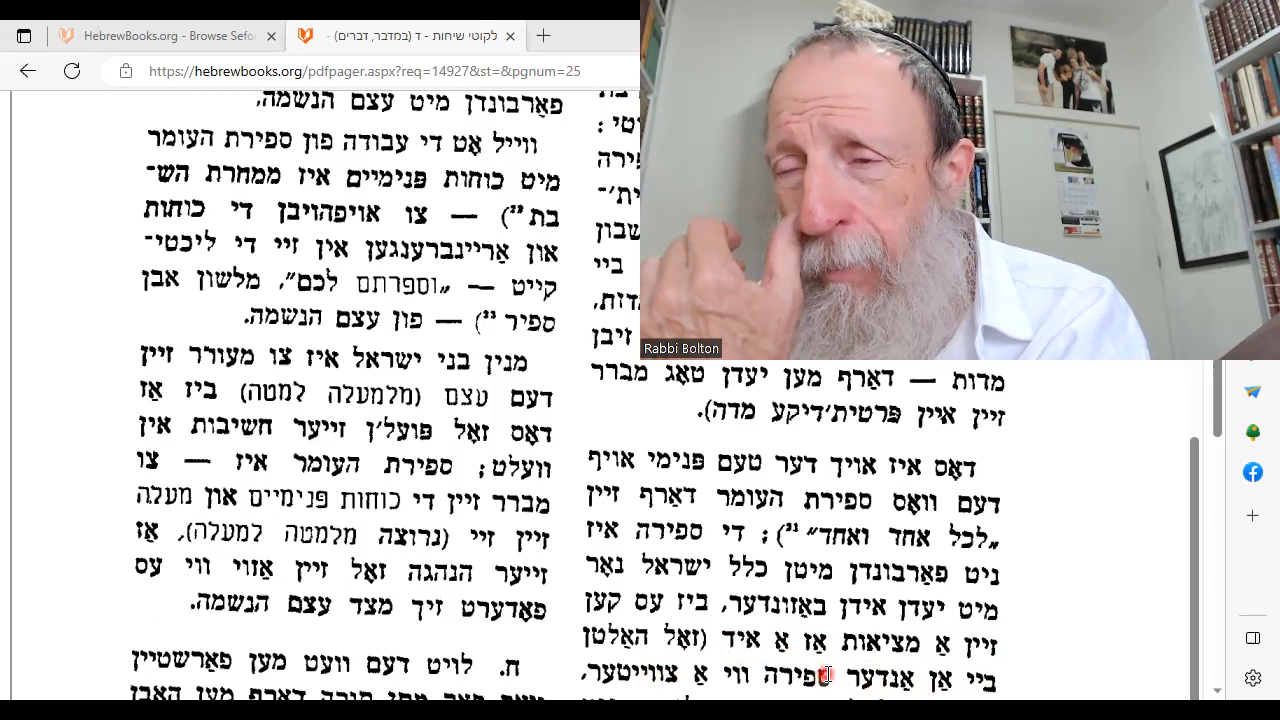 HebrewBooks.org - Browse Sefo
לקוטי שיחות - ד (במדבר, דברים) -
https://hebrewbooks.org/pdfpager.aspx?req=14927&st=&pgnum=25
Rabbi Bolton
מדות — דאַרף מען יעדן טאָג מברר
זיין איין פּרטית׳דיקע מדה).
דאָס איז אויך דער טעם פּנימי אויף
דעם וואָס ספירת העומר דאַרף זיין
„לכל אחד ואחד״); די ספירה איז
ניט פאַרבונדן מיטן כלל ישראל נאָר
מיט יעדן אידן באַזונדער, ביז עס קען
זיין אַ מציאות אַז אַ איד (זאָל האַלטן
ביי אַן אַנדער ספירה ווי אַ צווייטער,
פאַרבונדן מיט עצם הנשמה.
ווייל אָט די עבודה פון ספירת העומר
מיט כוחות פּנימיים איז ממחרת הש־
בת) — צו אויפהויבן די כוחות
און אַריינברענגען אין זיי די ליכטי־
קייט — „וספרתם לכם״, מלשון אבן
ספיר) — פון עצם הנשמה.
מנין בני ישראל איז צו מעורר זיין
דעם עצם (מלמעלה למטה) ביז אַז
דאָס זאָל פּועל׳ן זייער חשיבות אין
וועלט; ספירת העומר איז — צו
מברר זיין די כוחות פּנימיים און מעלה
זיין זיי (נרוצה מלמטה למעלה), אַז
זייער הנהגה זאָל זיין אַזוי ווי עס
פאָדערט זיך מצד עצם הנשמה.
ח. לויט דעם וועט מען פאַרשטיין